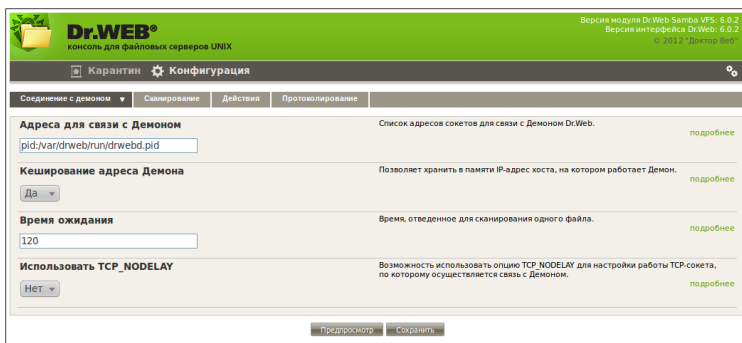 Dr.WEB®
консоль для файловых серверов UNIX
Версия модуля Dr.Web Samba VFS: 6.0.2
Версия интерфейса Dr.Web: 6.0.2
© 2012 "Доктор Веб"
Карантин Конфигурация
Соединение с демоном Сканирование Действия Протоколирование
Адреса для связи с Демоном
Список адресов сокетов для связи с Демоном Dr.Web.
подробнее
pid:/var/drweb/run/drwebd.pid
Кеширование адреса Демона
Позволяет хранить в памяти IP-адрес хоста, на котором работает Демон.
подробнее
Да
Время ожидания
Время, отведенное для сканирования одного файла.
подробнее
120
Использовать TCP_NODELAY
Возможность использовать опцию TCP_NODELAY для настройки работы TCP-сокета,
по которому осуществляется связь с Демоном.
подробнее
Нет
Предпросмотр Сохранить